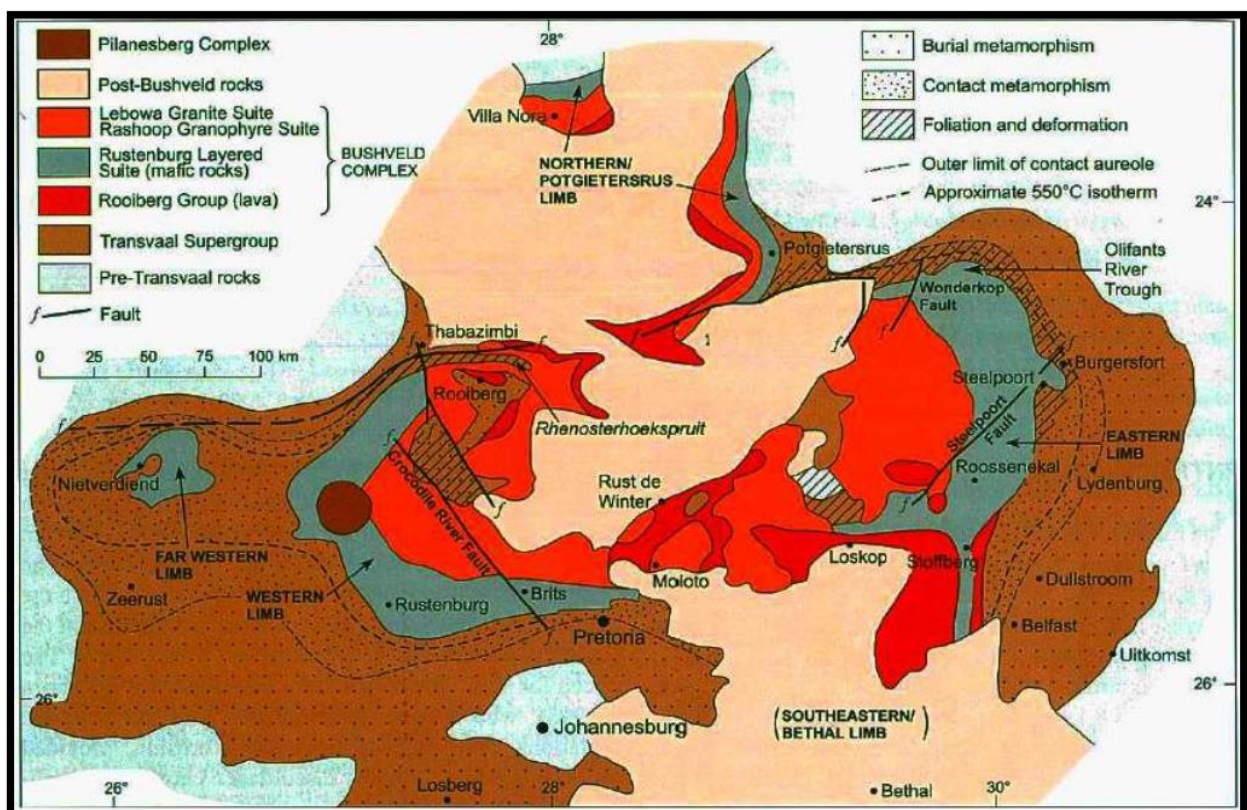 Pilanesberg Complex
Post-Bushveld rocks
Lebowa Granite Suite
Rashoop Granophyre Suite
Rustenburg Layered
Suite (mafic rocks)
Rooiberg Group (lava)
BUSHVELD
COMPLEX
Transvaal Supergroup
Pre-Transvaal rocks
f
Fault
0 25 50 75 100 km
28°
Burial metamorphism
Contact metamorphism
Foliation and deformation
Outer limit of contact aureole
Approximate 550°C isotherm
24°
Villa Nora
NORTHERN/
POTGIETERSRUS
LIMB
Potgietersrus
Olifants
River
Trough
Wonderkop
Fault
f
f
f
f
Thabazimbi
f
f
Rooiberg
Rhenosterhoekspruit
Burgersfort
Steelpoort
Steelpoort
Fault
f
EASTERN
LIMB
Roossenekal
Lydenburg
f
Nietverdiend
f
Crocodile River Fault
f
f
Rust de
Winter
FAR WESTERN
LIMB
Zeerust
WESTERN
LIMB
Rustenburg
Brits
Moloto
Loskop
Stoffberg
Dullstroom
Pretoria
Belfast
Uitkomst
26°
26°
Johannesburg
(SOUTHEASTERN/
BETHAL LIMB)
Losberg
Bethal
26°
28°
30°